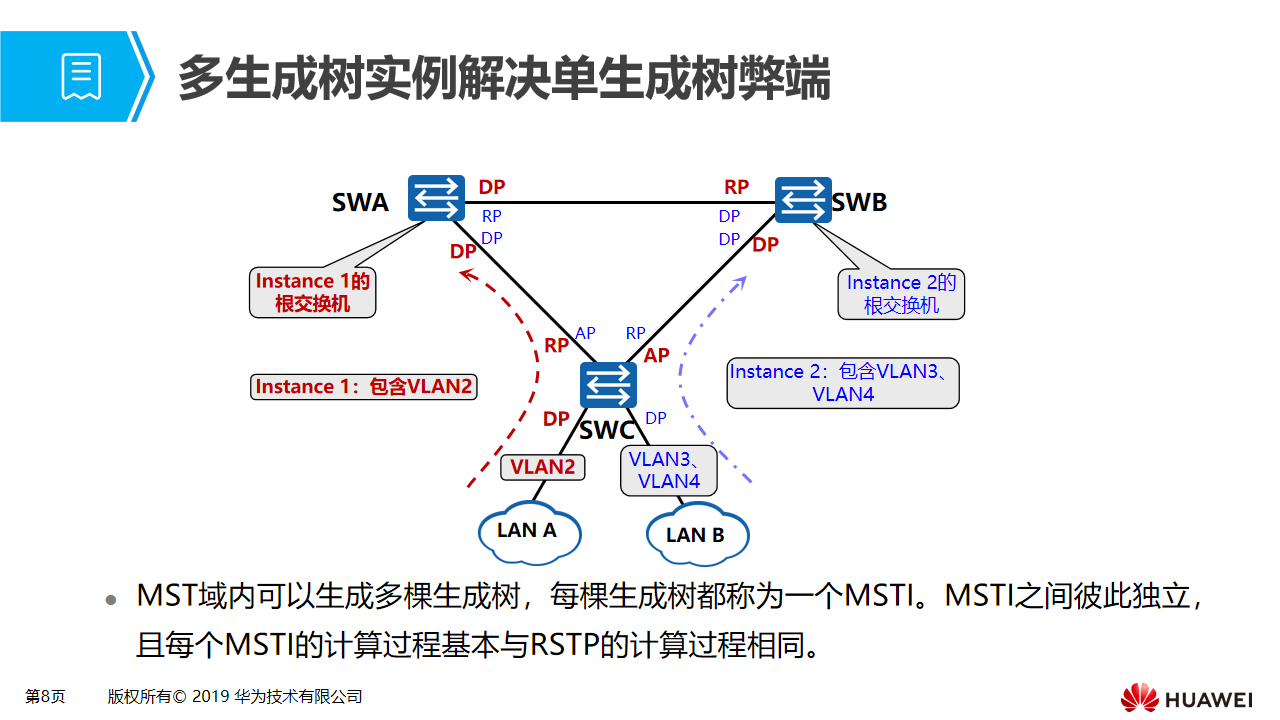 多生成树实例解决单生成树弊端
SWA
DP
RP
SWB
RP
DP
DP
DP
DP
DP
Instance 1的
根交换机
Instance 2的
根交换机
AP
RP
RP
AP
Instance 1：包含VLAN2
Instance 2：包含VLAN3、
VLAN4
DP
SWC
DP
VLAN2
VLAN3、
VLAN4
LAN A
LAN B
MST域内可以生成多棵生成树，每棵生成树都称为一个MSTI。MSTI之间彼此独立，
且每个MSTI的计算过程基本与RSTP的计算过程相同。
第8页
版权所有© 2019 华为技术有限公司
HUAWEI